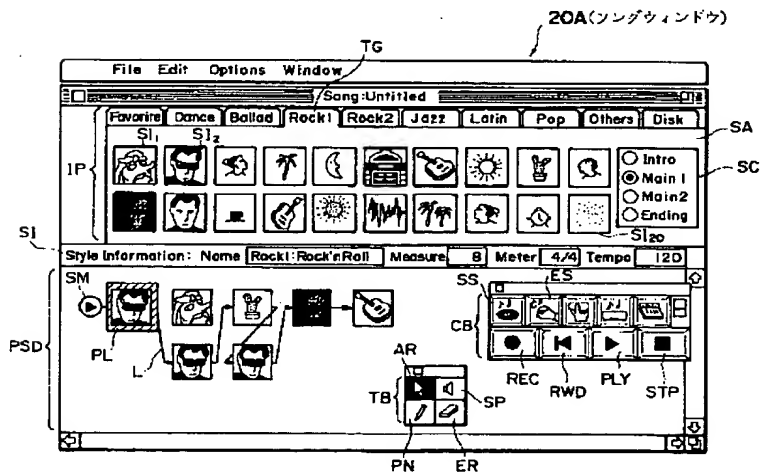 20A(ソングウィンドウ)
TG
File Edit Options Window
Song:Untitled
Favorite Dance Ballad Rock1 Rock2 Jazz Latin Pop Others Disk
SA
SI1 SI2
IP
Intro
Main 1
Main2
Ending
SC
SI20
SI
Style Information: Name Rock1:Rock'nRoll Measure 8 Meter 4/4 Tempo 120
SM
SS ES
CB
PSD
PL
L
REC RWD PLY STP
AR
TB
SP
PN ER